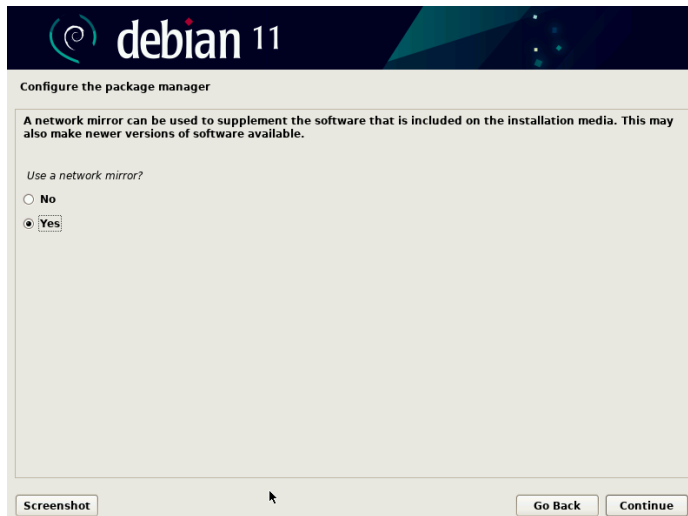 debian 11
Configure the package manager
A network mirror can be used to supplement the software that is included on the installation media. This may
also make newer versions of software available.
Use a network mirror?
No
Yes
Screenshot
Go Back
Continue